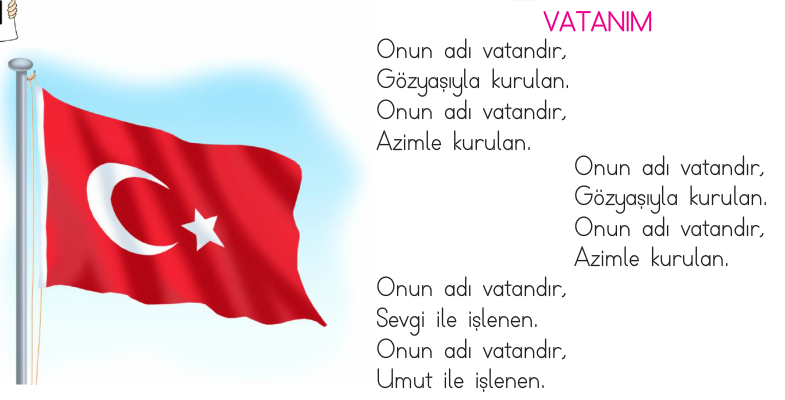 VATANIM
Onun adı vatandır,
Gözyaşıyla kurulan.
Onun adı vatandır,
Azimle kurulan.
Onun adı vatandır,
Gözyaşıyla kurulan.
Onun adı vatandır,
Azimle kurulan.
Onun adı vatandır,
Sevgi ile işlenen.
Onun adı vatandır,
Umut ile işlenen.